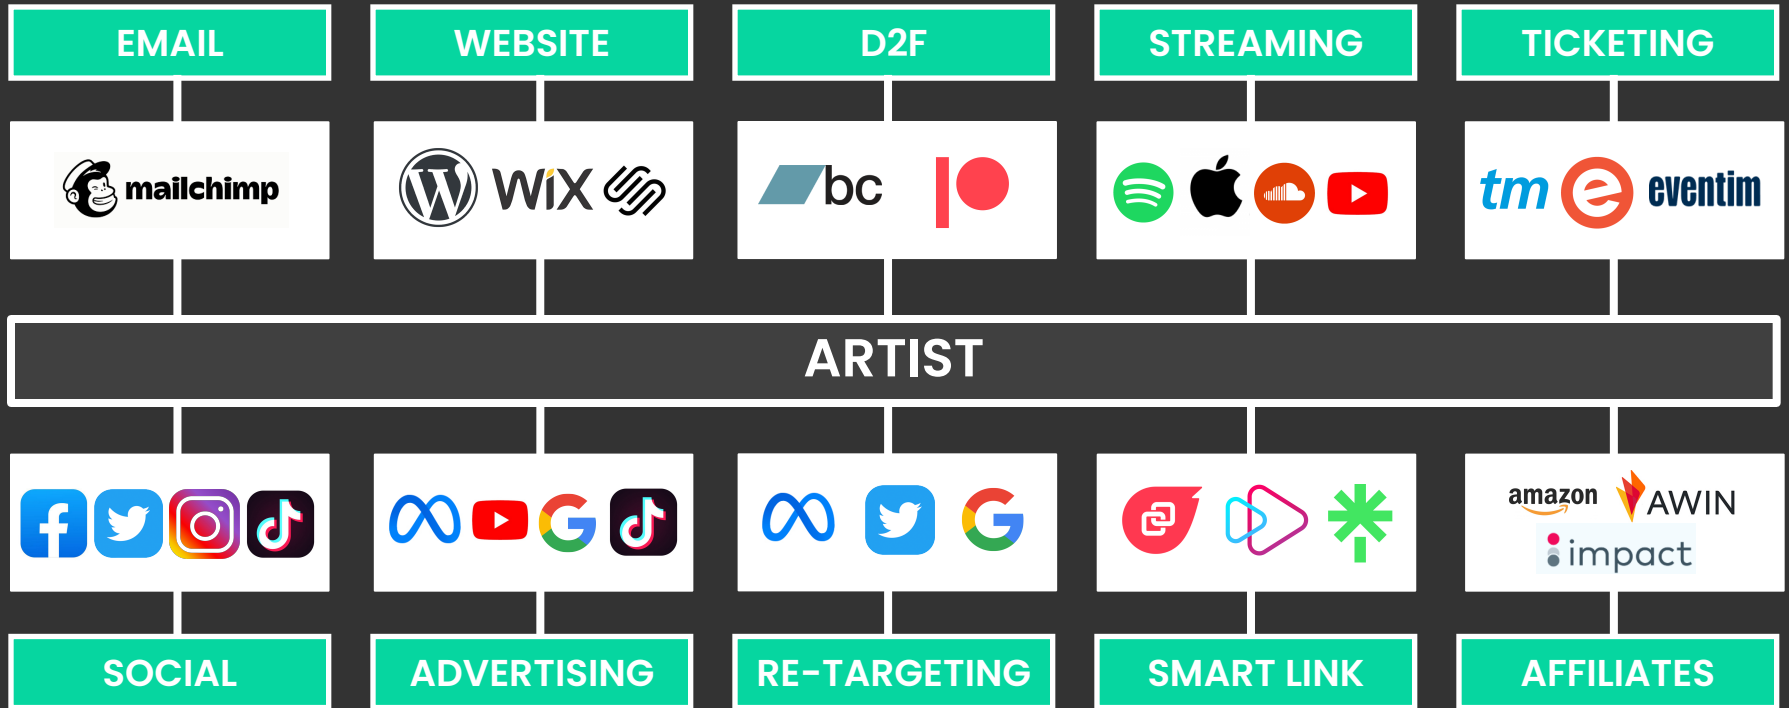 EMAIL
WEBSITE
D2F
STREAMING
TICKETING
mailchimp
WiX
bc
tm
e
eventim
ARTIST
amazon
AWIN
impact
SOCIAL
ADVERTISING
RE-TARGETING
SMART LINK
AFFILIATES